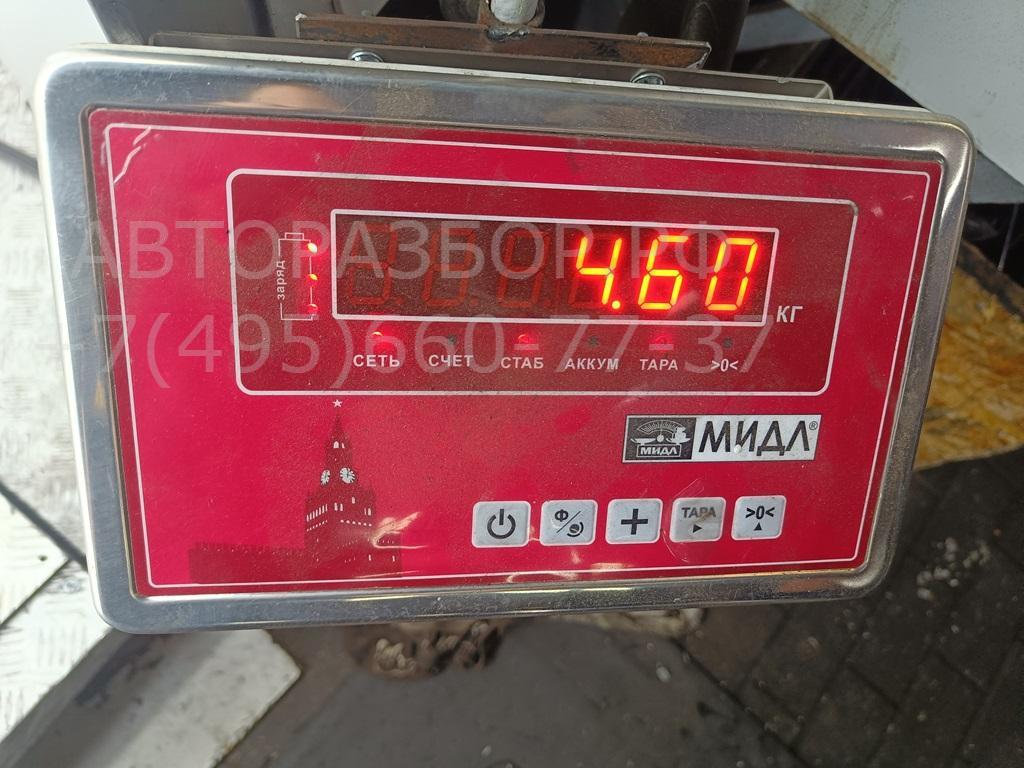 АВТОРАЗБОР.РФ
+7(495)660-77-37
заряд
4.60
КГ
СЕТЬ СЧЕТ СТАБ АККУМ ТАРА >0<
МИДЛ МИДЛ®
Ф ТАРА >0<